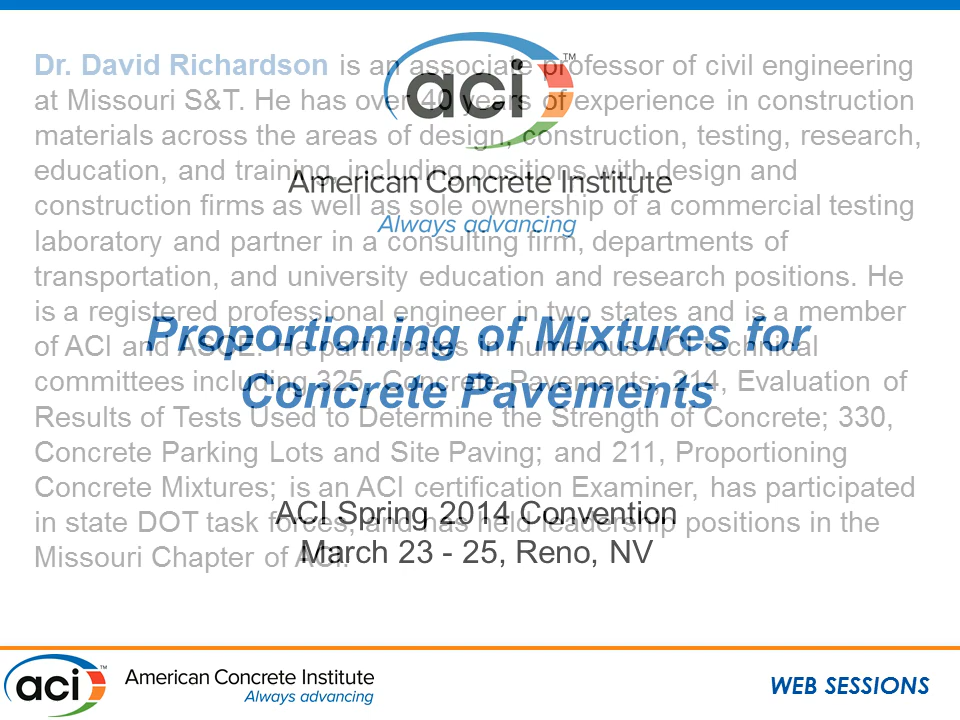 aci™
American Concrete Institute
Always advancing
Proportioning of Mixtures for
Concrete Pavements
ACI Spring 2014 Convention
March 23 - 25, Reno, NV
Dr. David Richardson is an associate professor of civil engineering
at Missouri S&T. He has over 40 years of experience in construction
materials across the areas of design, construction, testing, research,
education, and training, including positions with design and
construction firms as well as sole ownership of a commercial testing
laboratory and partner in a consulting firm, departments of
transportation, and university education and research positions. He
is a registered professional engineer in two states and is a member
of ACI and ASCE. He participates in numerous ACI technical
committees including 325, Concrete Pavements; 214, Evaluation of
Results of Tests Used to Determine the Strength of Concrete; 330,
Concrete Parking Lots and Site Paving; and 211, Proportioning
Concrete Mixtures; is an ACI certification Examiner, has participated
in state DOT task forces, and has held leadership positions in the
Missouri Chapter of ACI.
aci™
American Concrete Institute
Always advancing
WEB SESSIONS